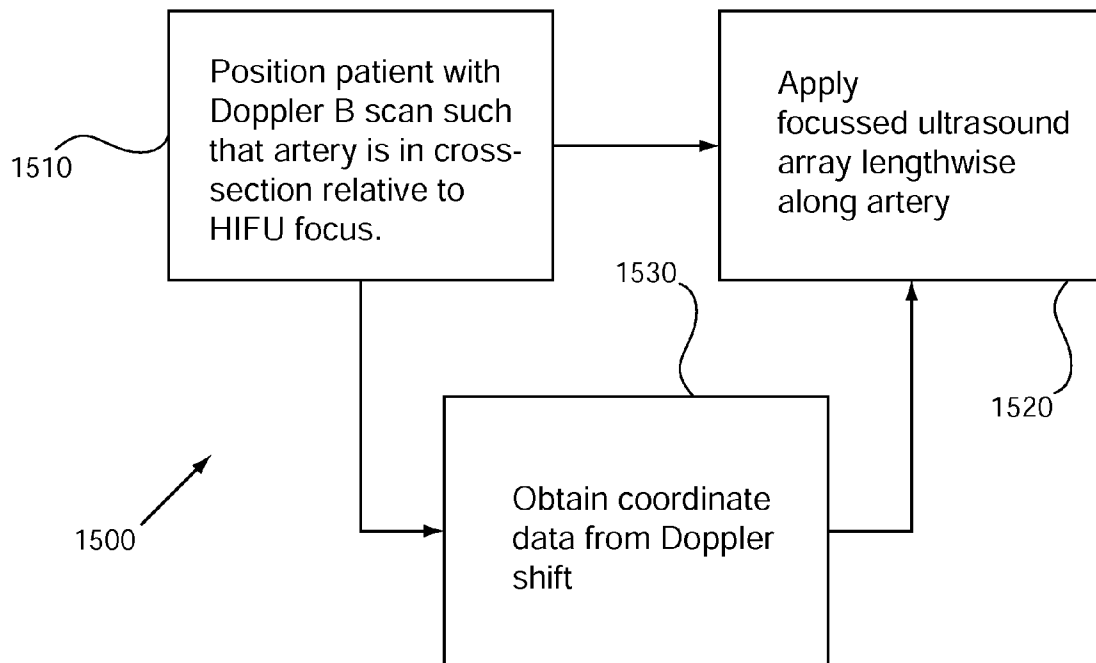 Position patient with
Doppler B scan such
that artery is in cross-
section relative to
HIFU focus.
1510
Apply
focussed ultrasound
array lengthwise
along artery
1520
1530
Obtain coordinate
data from Doppler
shift
1500